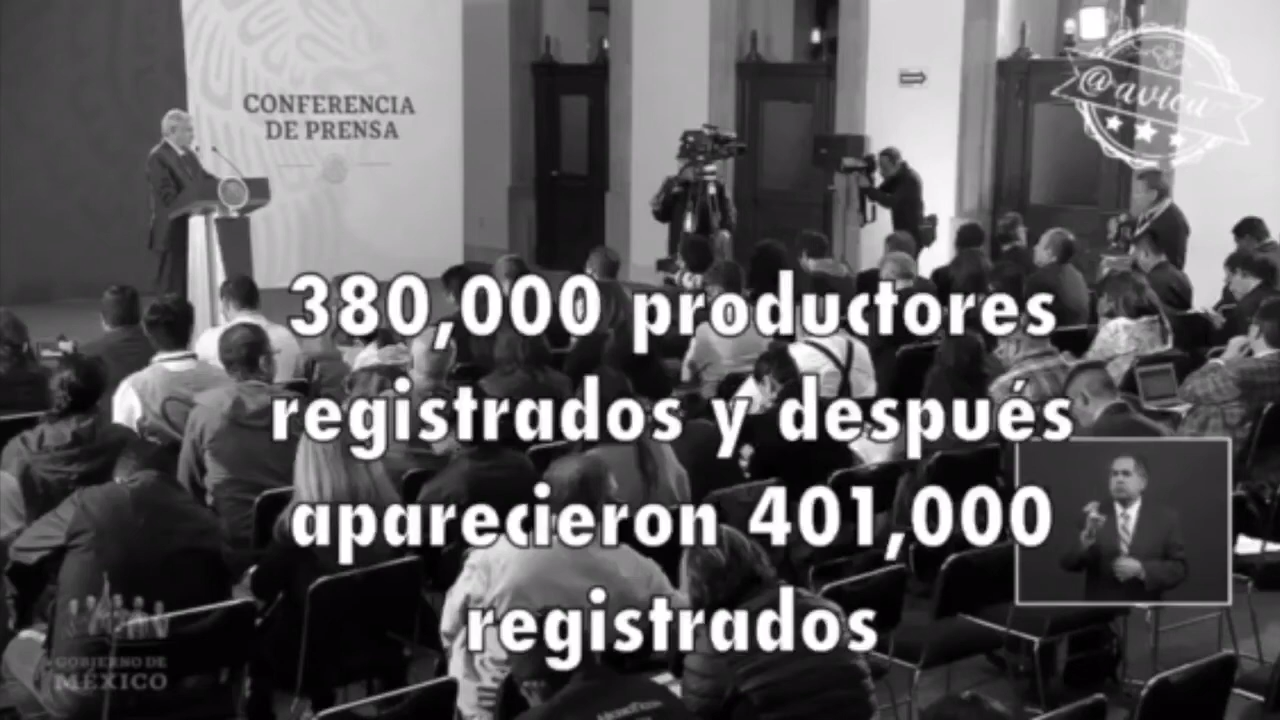 CONFERENCIA
DE PRENSA
@avicu
380,000 productores
registrados y después
aparecieron 401,000
registrados
GOBIERNO DE
MÉXICO